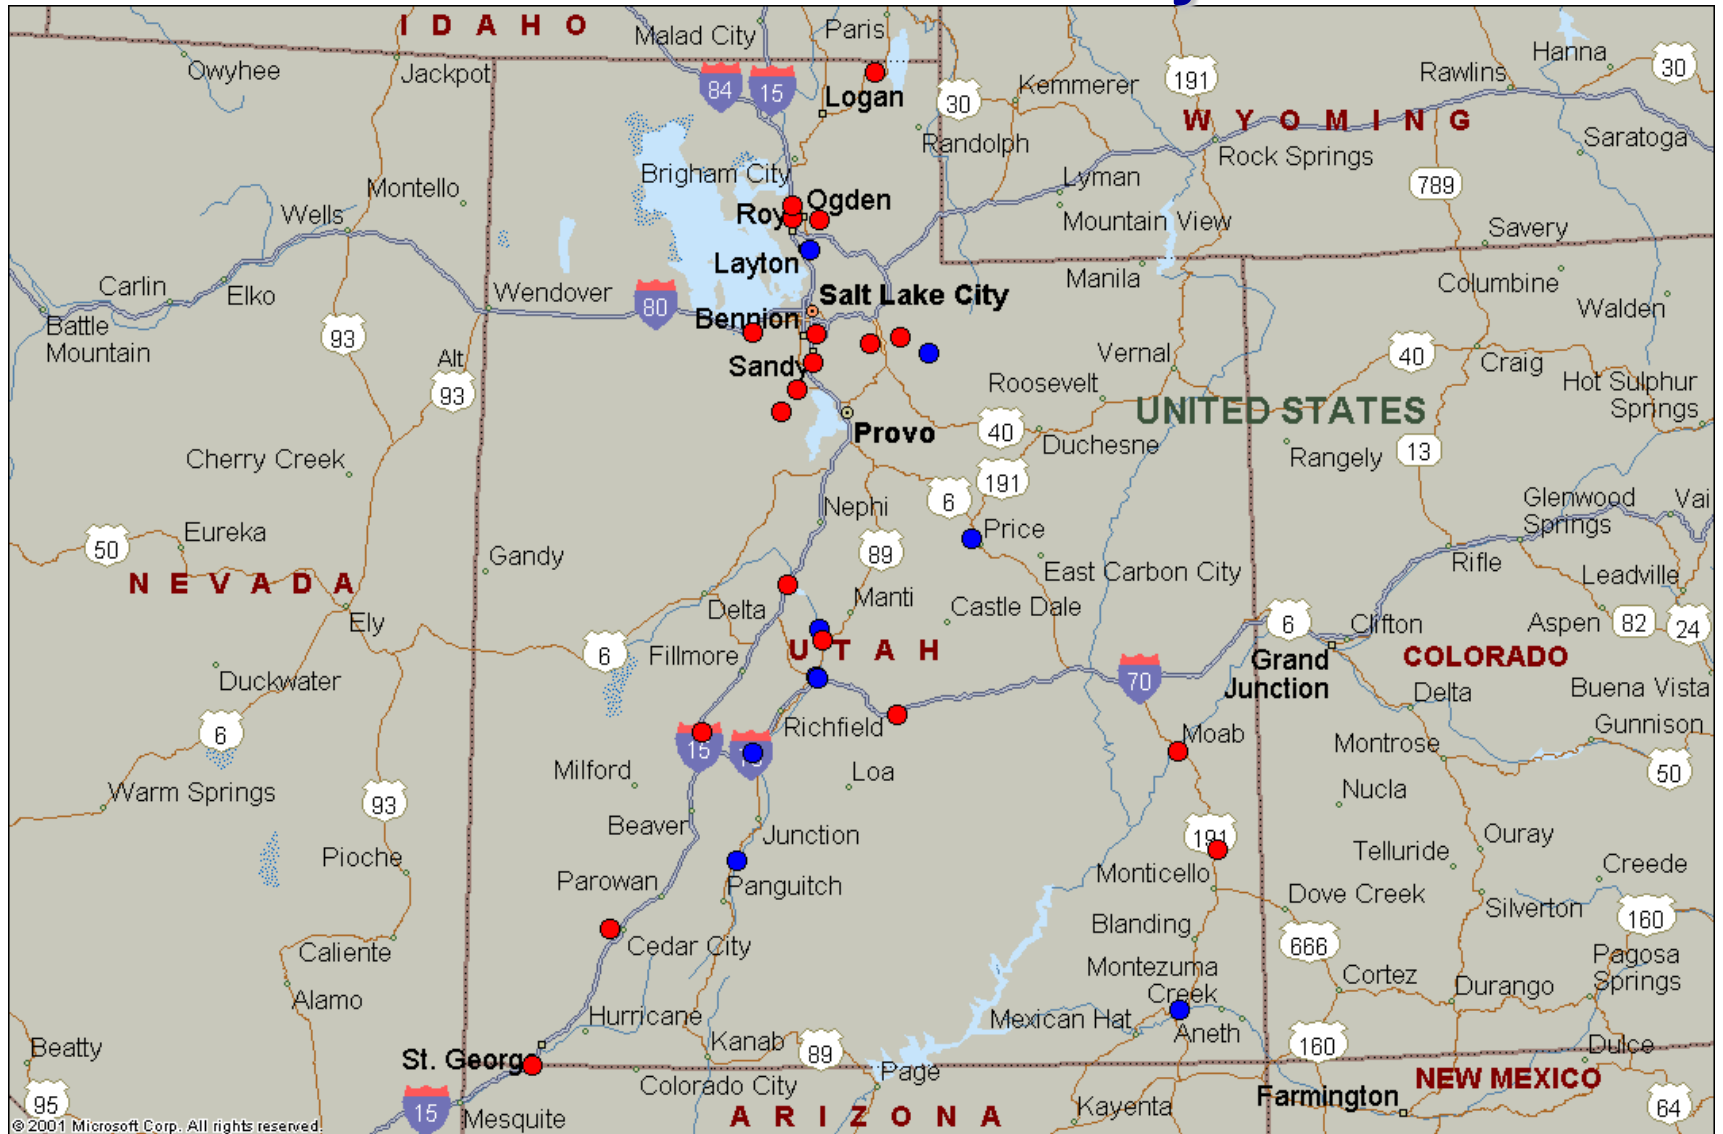 I D A H O
Malad City
Paris
Hanna
Owyhee
Jackpot
84
15
Logan
30
Kemmerer
191
Rawlins
30
W Y O M I N G
Randolph
Rock Springs
Saratoga
Brigham City
Montello
Lyman
789
Wells
Roy
Ogden
Mountain View
Savery
Layton
Carlin
Elko
Wendover
80
Salt Lake City
Manila
Columbine
Walden
Battle
Mountain
93
Bennion
Alt
93
Sandy
Vernal
40
Craig
Roosevelt
Hot Sulphur
Springs
UNITED STATES
Provo
40
Duchesne
13
Rangely
Cherry Creek
191
6
Nephi
Glenwood
Springs
Vai
Eureka
50
Gandy
89
Price
Rifle
N E V A D A
East Carbon City
Leadville
Delta
Manti
Castle Dale
Ely
6
Clifton
Aspen
82
24
6
Fillmore
U T A H
Grand
Junction
COLORADO
Duckwater
70
Delta
Buena Vista
6
Richfield
15
Moab
Montrose
Gunnison
Milford
Loa
50
Warm Springs
93
Nucla
Beaver
Junction
191
Ouray
Pioche
Telluride
Creede
Parowan
Panguitch
Monticello
Dove Creek
Silverton
160
Blanding
Caliente
Cedar City
666
Pagosa
Springs
Montezuma
Creek
Cortez
Durango
Alamo
Hurricane
Mexican Hat
Aneth
Beatty
Kanab
89
160
Dulce
St. George
Page
Colorado City
NEW MEXICO
95
15
Mesquite
A R I Z O N A
Kayenta
Farmington
64
© 2001 Microsoft Corp. All rights reserved.